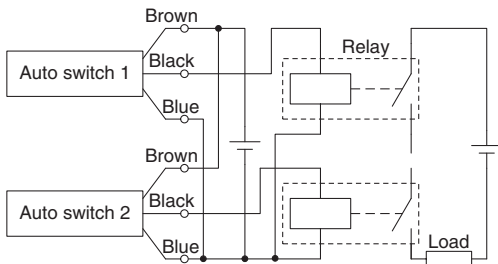 Brown
Auto switch 1
Black
Blue
Relay
Brown
Auto switch 2
Black
Blue
Load